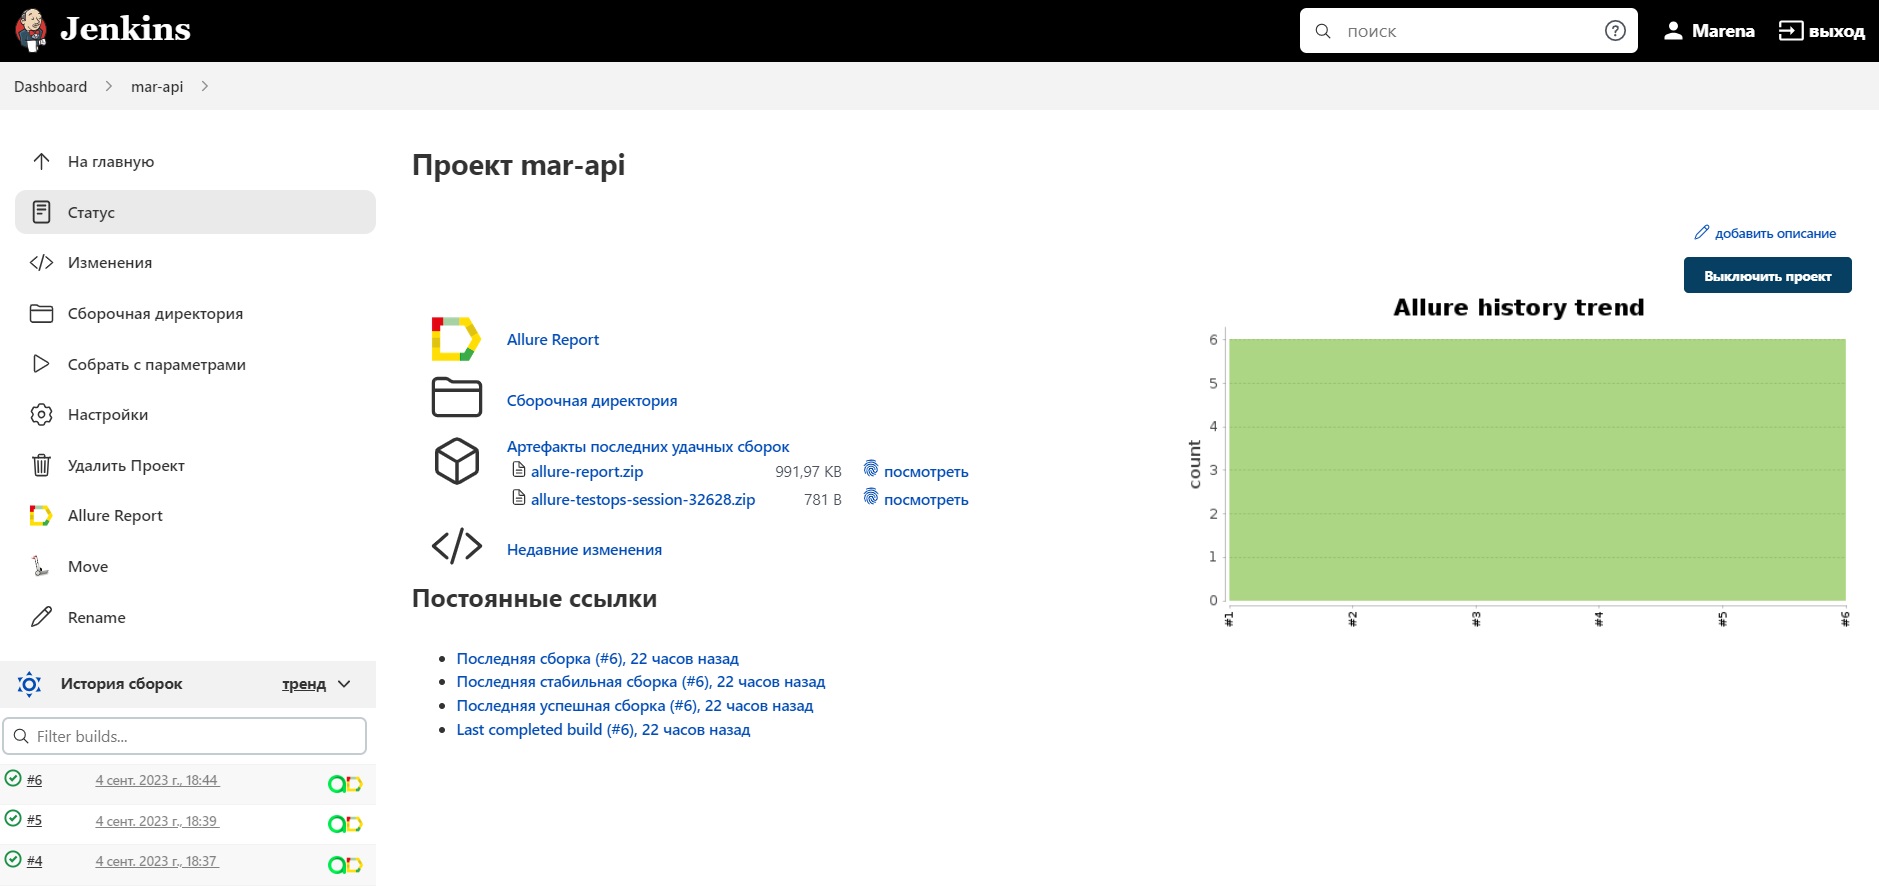 Jenkins
поиск
Marena
выход
Dashboard
mar-api
На главную
Статус
Изменения
Сборочная директория
Собрать с параметрами
Настройки
Удалить Проект
Allure Report
Move
Rename
История сборок
тренд
Filter builds...
#6 4 сент. 2023 г., 18:44
#5 4 сент. 2023 г., 18:39
#4 4 сент. 2023 г., 18:37
Проект mar-api
добавить описание
Выключить проект
Allure Report
Сборочная директория
Артефакты последних удачных сборок
allure-report.zip 991,97 KB посмотреть
allure-testops-session-32628.zip 781 B посмотреть
Недавние изменения
Постоянные ссылки
Последняя сборка (#6), 22 часов назад
Последняя стабильная сборка (#6), 22 часов назад
Последняя успешная сборка (#6), 22 часов назад
Last completed build (#6), 22 часов назад
Allure history trend
6
5
4
3
2
1
0
count
#1 #2 #3 #4 #5 #6